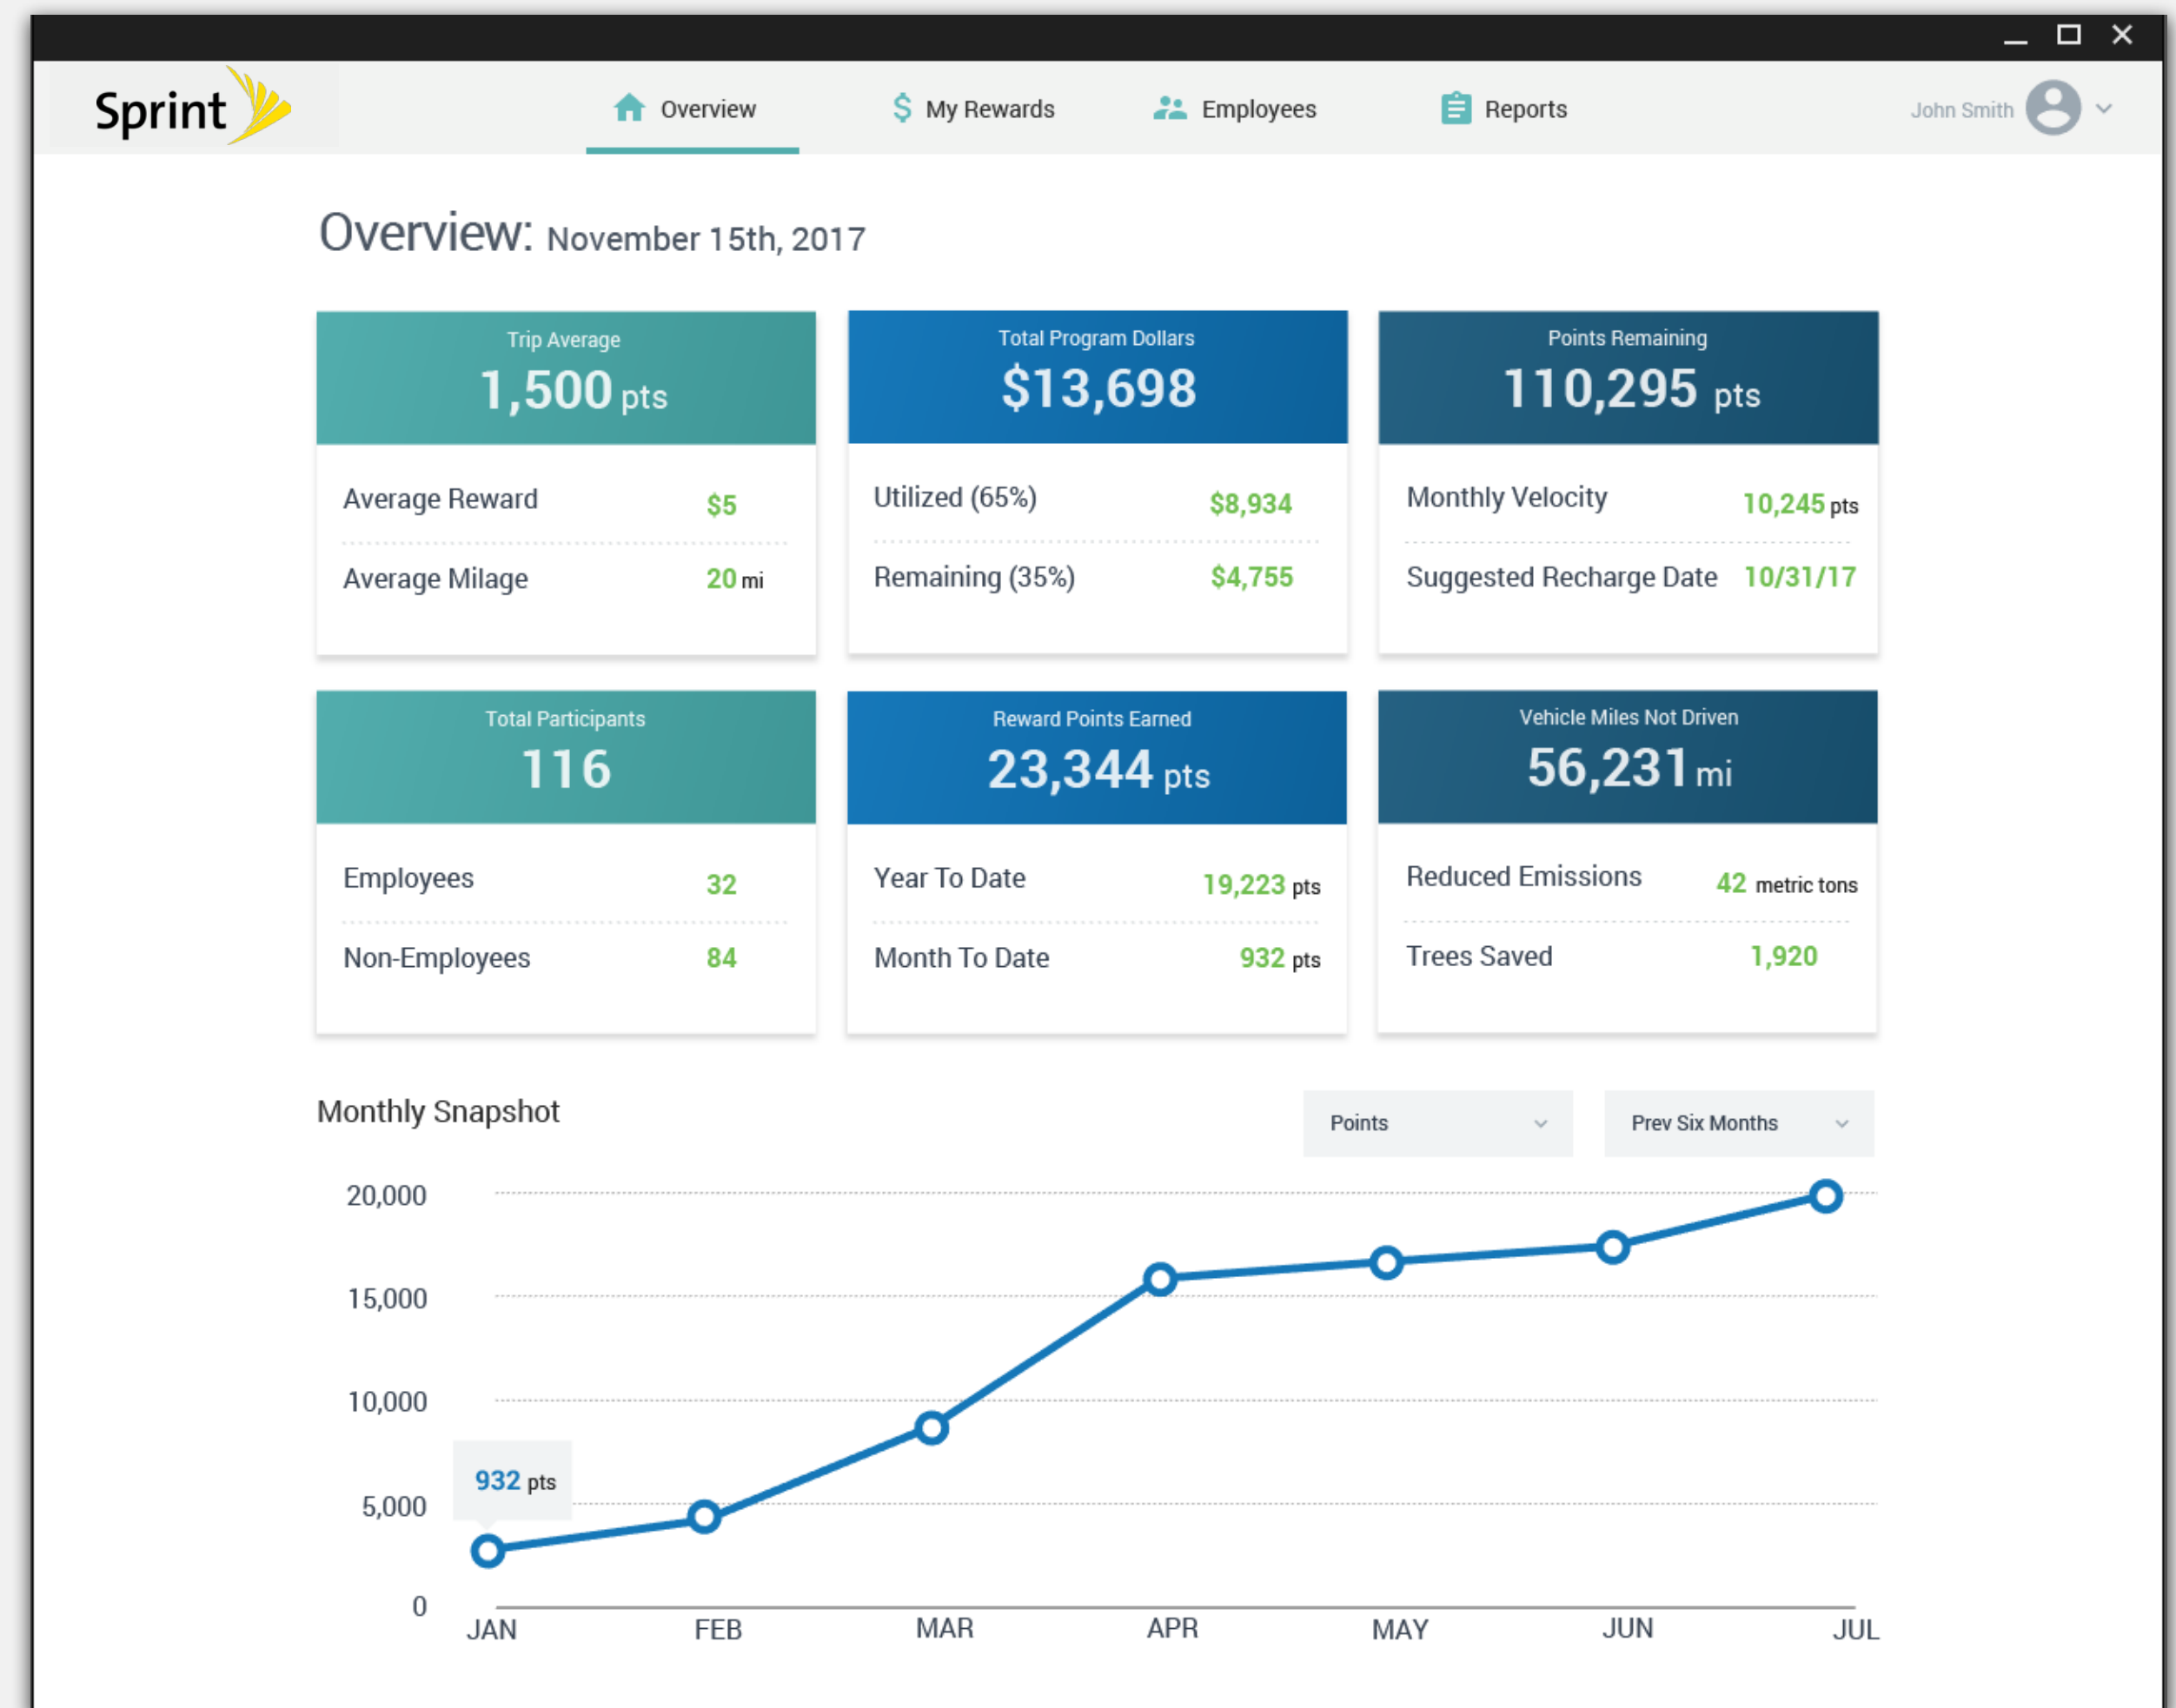 Sprint
Overview
My Rewards
Employees
Reports
John Smith
Overview: November 15th, 2017
Trip Average
1,500 pts
Average Reward $5
Average Milage 20 mi
Total Program Dollars
$13,698
Utilized (65%) $8,934
Remaining (35%) $4,755
Points Remaining
110,295 pts
Monthly Velocity 10,245 pts
Suggested Recharge Date 10/31/17
Total Participants
116
Employees 32
Non-Employees 84
Reward Points Earned
23,344 pts
Year To Date 19,223 pts
Month To Date 932 pts
Vehicle Miles Not Driven
56,231 mi
Reduced Emissions 42 metric tons
Trees Saved 1,920
Monthly Snapshot
Points
Prev Six Months
20,000
15,000
10,000
5,000
0
932 pts
JAN FEB MAR APR MAY JUN JUL